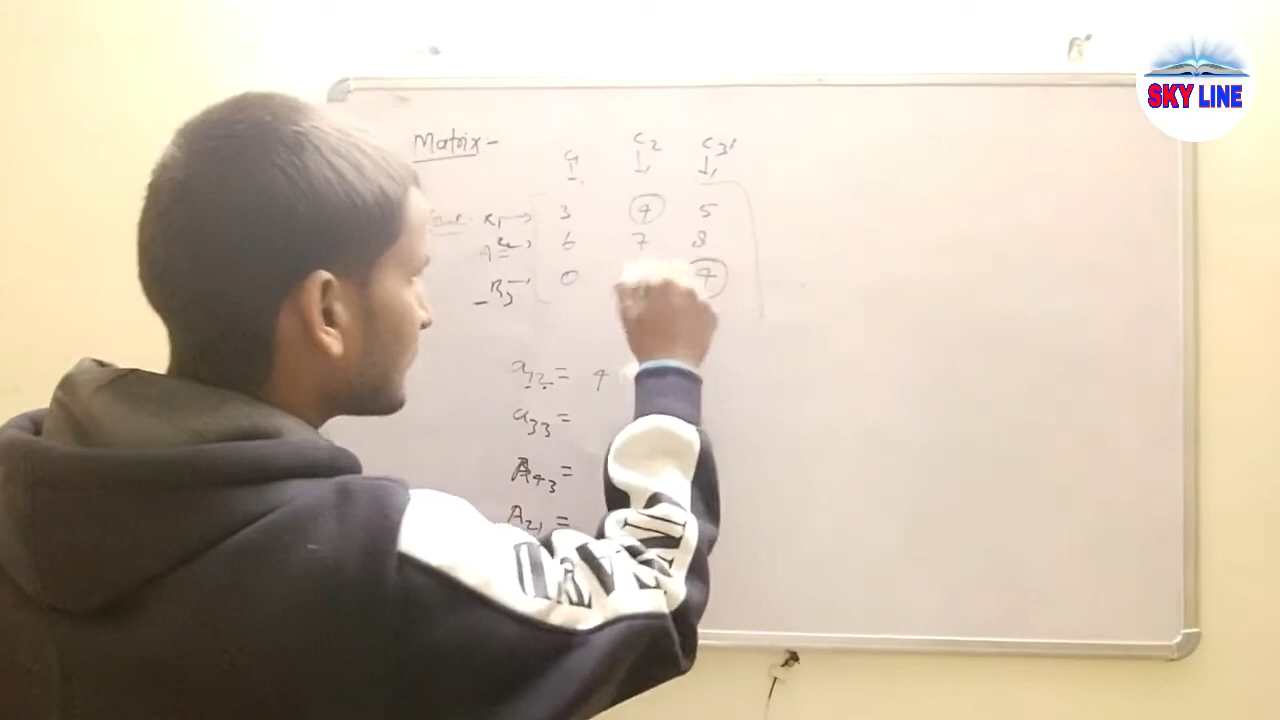 SKY LINE
Matrix:-
C1 C2 C3
R1 → 3 4 5
A = 6 7 8
R3 → 0 4
a12 = 4
a33 =
A43 =
A21 =